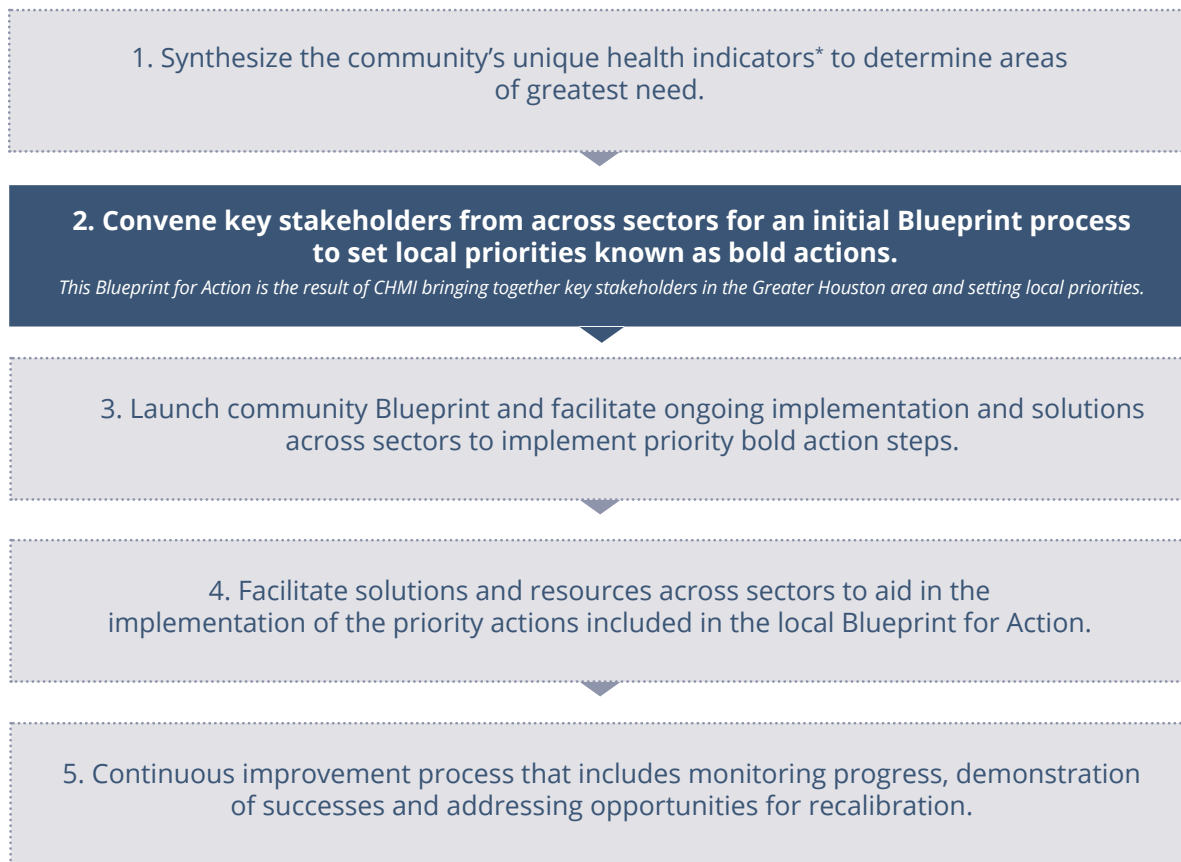 1. Synthesize the community’s unique health indicators* to determine areas
of greatest need.
2. Convene key stakeholders from across sectors for an initial Blueprint process
to set local priorities known as bold actions.
This Blueprint for Action is the result of CHMI bringing together key stakeholders in the Greater Houston area and setting local priorities.
3. Launch community Blueprint and facilitate ongoing implementation and solutions
across sectors to implement priority bold action steps.
4. Facilitate solutions and resources across sectors to aid in the
implementation of the priority actions included in the local Blueprint for Action.
5. Continuous improvement process that includes monitoring progress, demonstration
of successes and addressing opportunities for recalibration.